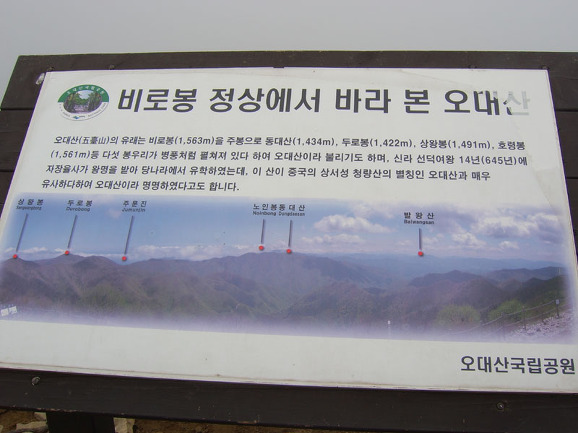 비로봉 정상에서 바라 본 오대산
오대산(五臺山)의 유래는 비로봉(1,563m)을 주봉으로 동대산(1,434m), 두로봉(1,422m), 상왕봉(1,491m), 호령봉
(1,561m)등 다섯 봉우리가 병풍처럼 펼쳐져 있다 하여 오대산이라 불리기도 하며, 신라 선덕여왕 14년(645년)에
자장율사가 왕명을 받아 당나라에서 유학하였는데, 이 산이 중국의 상서성 청량산의 별칭인 오대산과 매우
유사하다하여 오대산이라 명명하였다고도 합니다.
상왕봉 두로봉 주문진 노인봉 동대산 발왕산
Sangwangbong Durobong Jumunjin Noinbong Dongdaesan Balwangsan
오대산국립공원